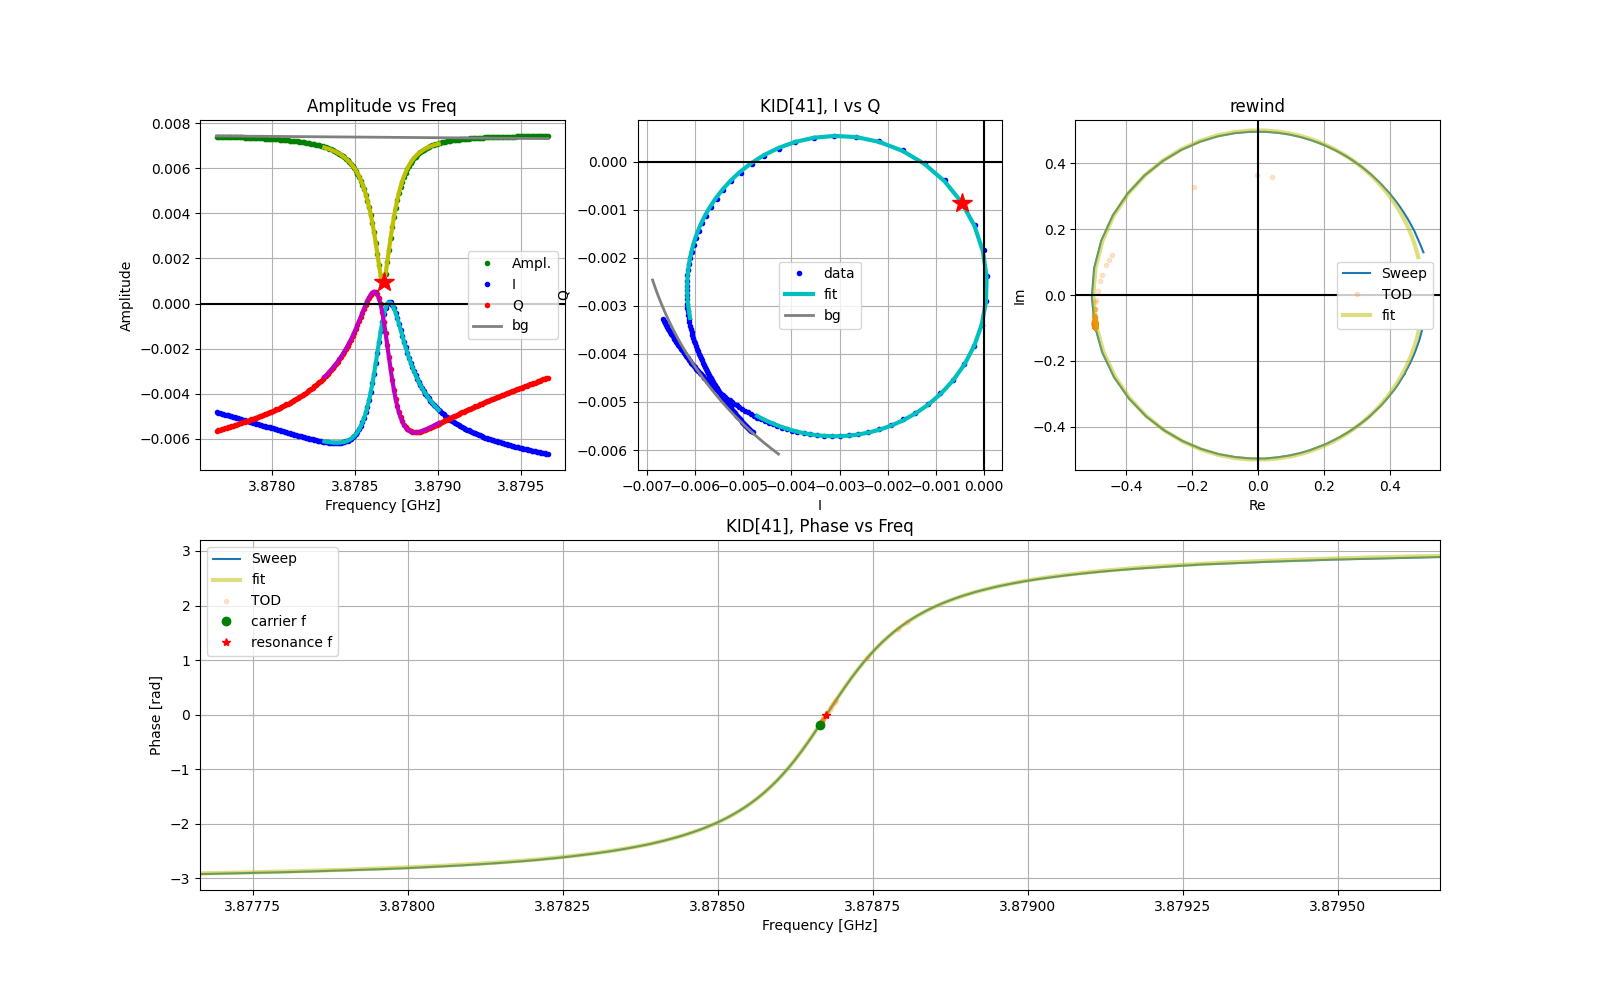 Amplitude vs Freq
0.008
0.006
0.004
0.002
0.000
−0.002
−0.004
−0.006
Amplitude
3.8780 3.8785 3.8790 3.8795
Frequency [GHz]
Ampl.
I
Q
bg
KID[41], I vs Q
0.000
−0.001
−0.002
−0.003
−0.004
−0.005
−0.006
Q
−0.007 −0.006 −0.005 −0.004 −0.003 −0.002 −0.001 0.000
I
data
fit
bg
rewind
0.4
0.2
0.0
−0.2
−0.4
Im
−0.4 −0.2 0.0 0.2 0.4
Re
Sweep
TOD
fit
KID[41], Phase vs Freq
3
2
1
0
−1
−2
−3
Phase [rad]
Sweep
fit
TOD
carrier f
resonance f
3.87775 3.87800 3.87825 3.87850 3.87875 3.87900 3.87925 3.87950
Frequency [GHz]